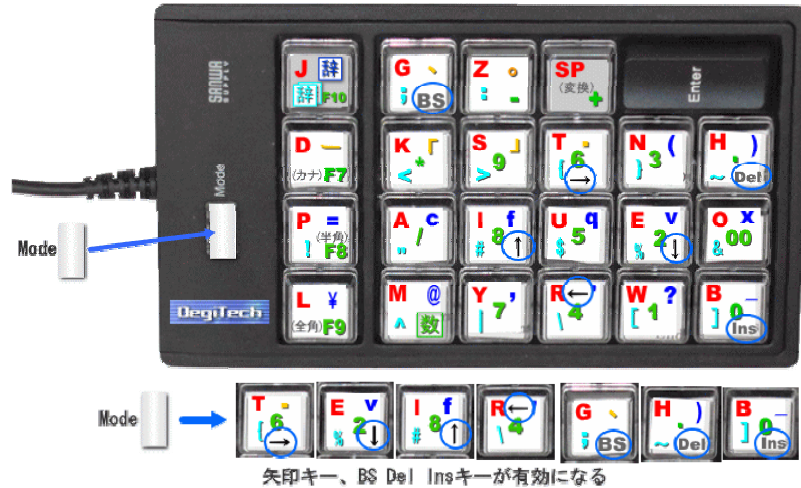 SANWA
SUPPLY
J 辞
辞 F10
G 、
; BS
Z 。
: -
SP
(変換)
+
Enter
D ー
(カナ) F7
K 「
< *
S 」
> 9
T ・
{ 6 →
N (
} 3
H )
~ . Del
Mode
P =
! (半角) F8
A c
" /
I f
# 8 ↑
U q
$ 5
E v
% 2 ↓
O x
& 00
Mode
DegiTech
L ¥
(全角) F9
M @
^ 数
Y ,
| 7
R ← '
\ 4
W ?
[ 1
B _
] 0 Ins
Mode
T ・
[ 6 →
E v
% 2 ↓
I f
# 8 ↑
R ← '
\ 4
G 、
; BS
H )
~ . Del
B _
] 0 Ins
矢印キー、BS Del Insキーが有効になる